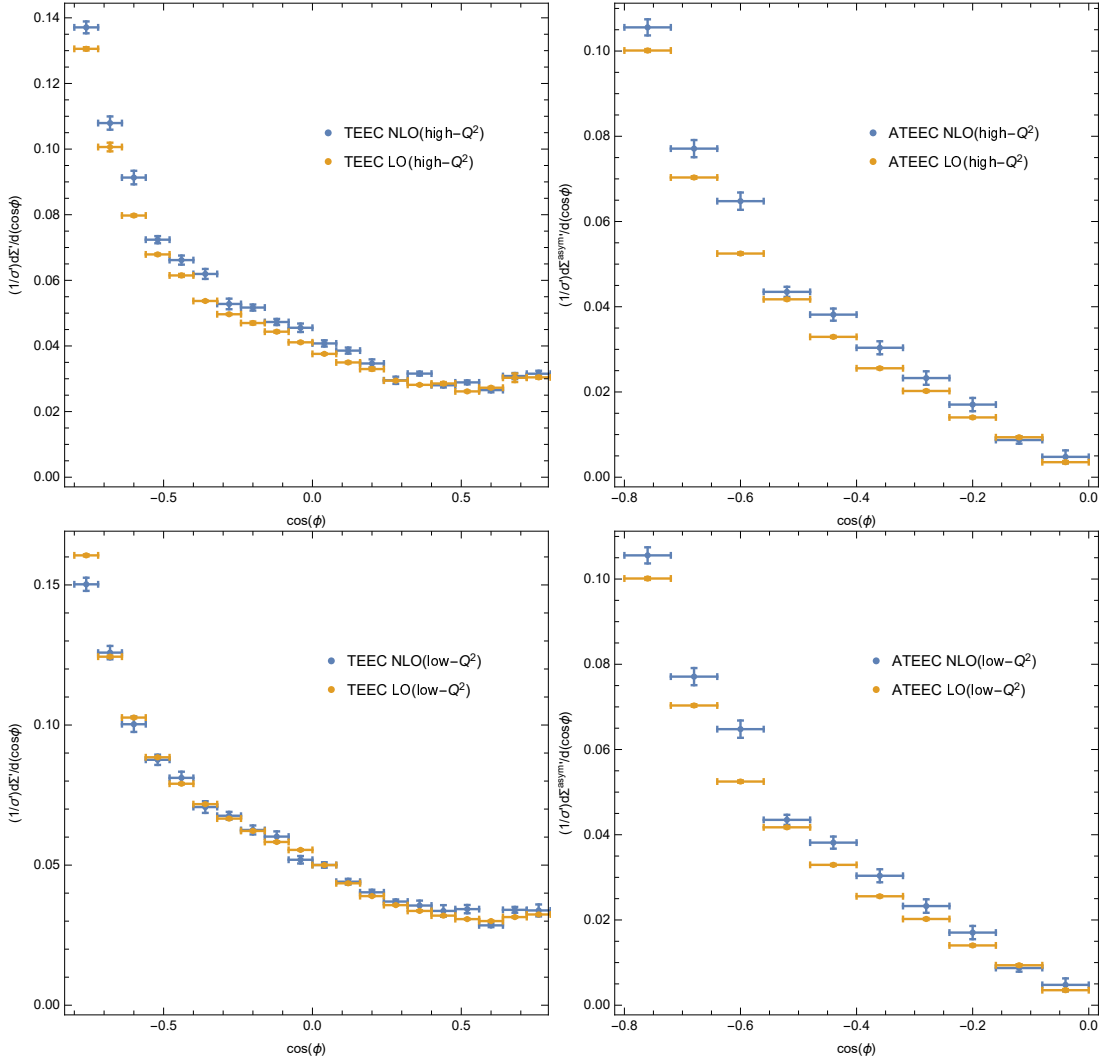 0.14
0.12
0.10
0.08
0.06
0.04
0.02
0.00
(1/σ')dΣ'/d(cosϕ)
TEEC NLO(high-Q²)
TEEC LO(high-Q²)
−0.5
0.0
0.5
cos(ϕ)
0.10
0.08
0.06
0.04
0.02
0.00
(1/σ')dΣᵃˢʸᵐ'/d(cosϕ)
ATEEC NLO(high-Q²)
ATEEC LO(high-Q²)
−0.8
−0.6
−0.4
−0.2
0.0
cos(ϕ)
0.15
0.10
0.05
0.00
(1/σ')dΣ'/d(cosϕ)
TEEC NLO(low-Q²)
TEEC LO(low-Q²)
−0.5
0.0
0.5
cos(ϕ)
0.10
0.08
0.06
0.04
0.02
0.00
(1/σ')dΣᵃˢʸᵐ'/d(cosϕ)
ATEEC NLO(low-Q²)
ATEEC LO(low-Q²)
−0.8
−0.6
−0.4
−0.2
0.0
cos(ϕ)